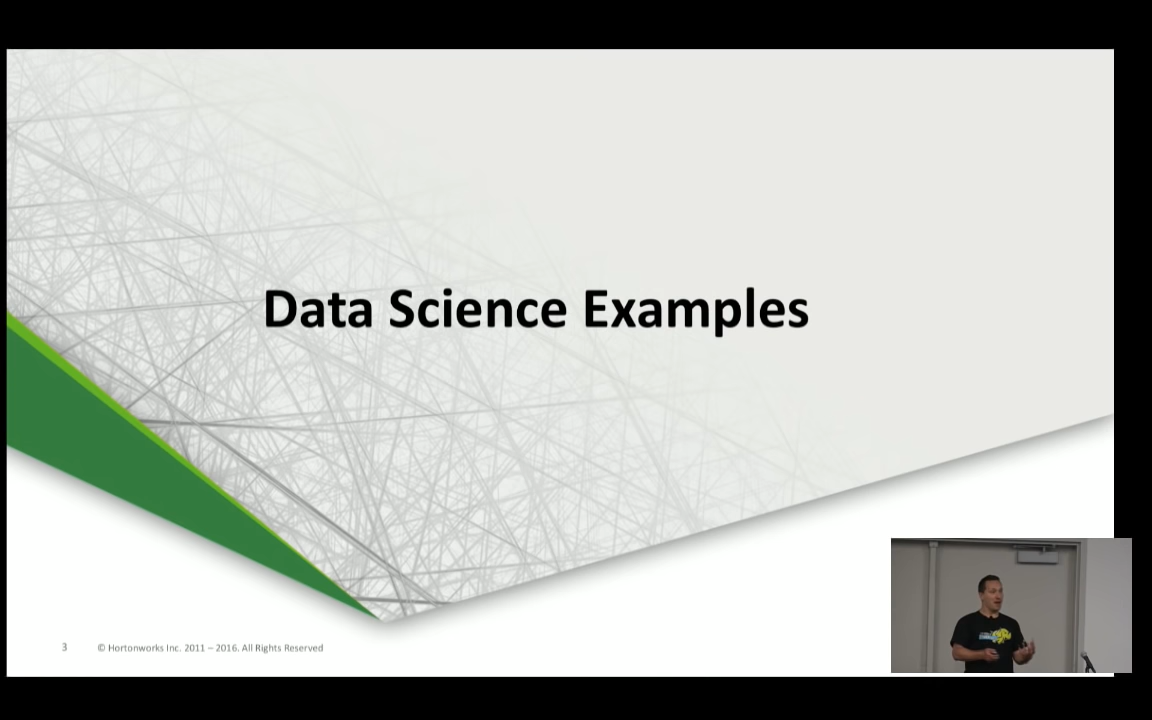 Data Science Examples
3 © Hortonworks Inc. 2011 – 2016. All Rights Reserved